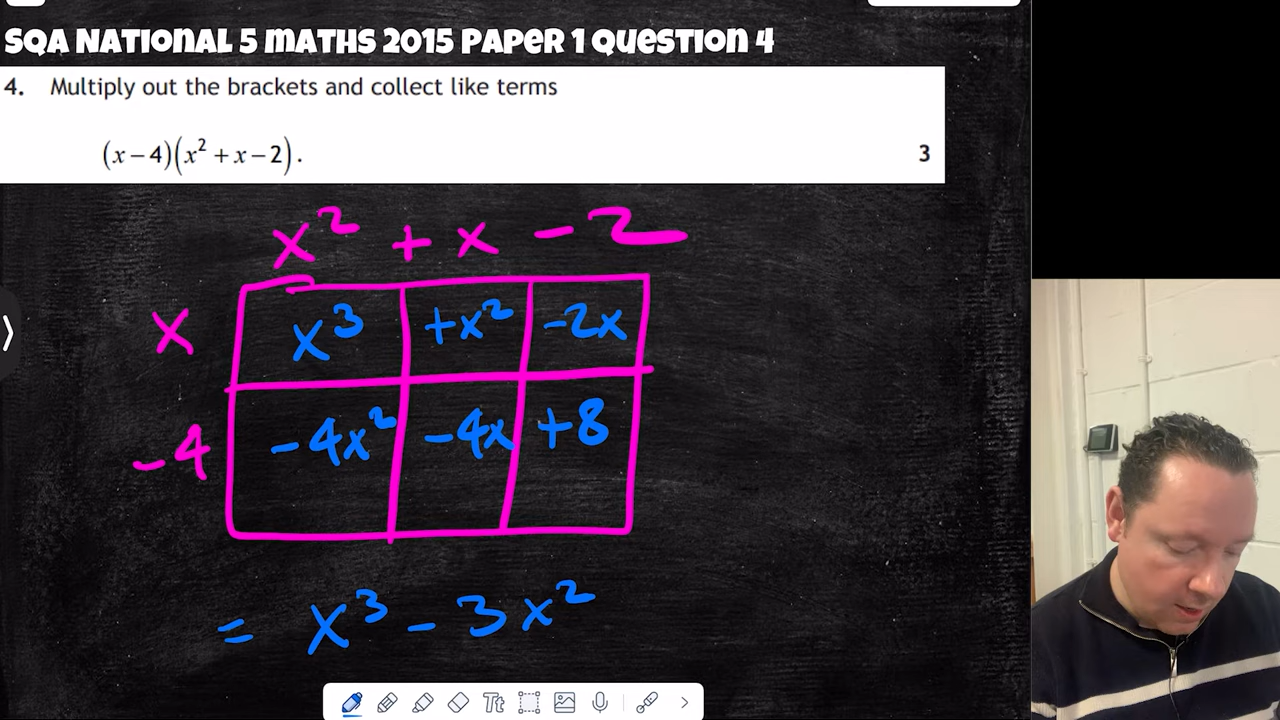 SQA National 5 maths 2015 Paper 1 Question 4
4. Multiply out the brackets and collect like terms
(x – 4)(x² + x – 2).
3
x² + x - 2
x x³ +x² -2x
-4 -4x² -4x +8
= x³ - 3x²
Tt